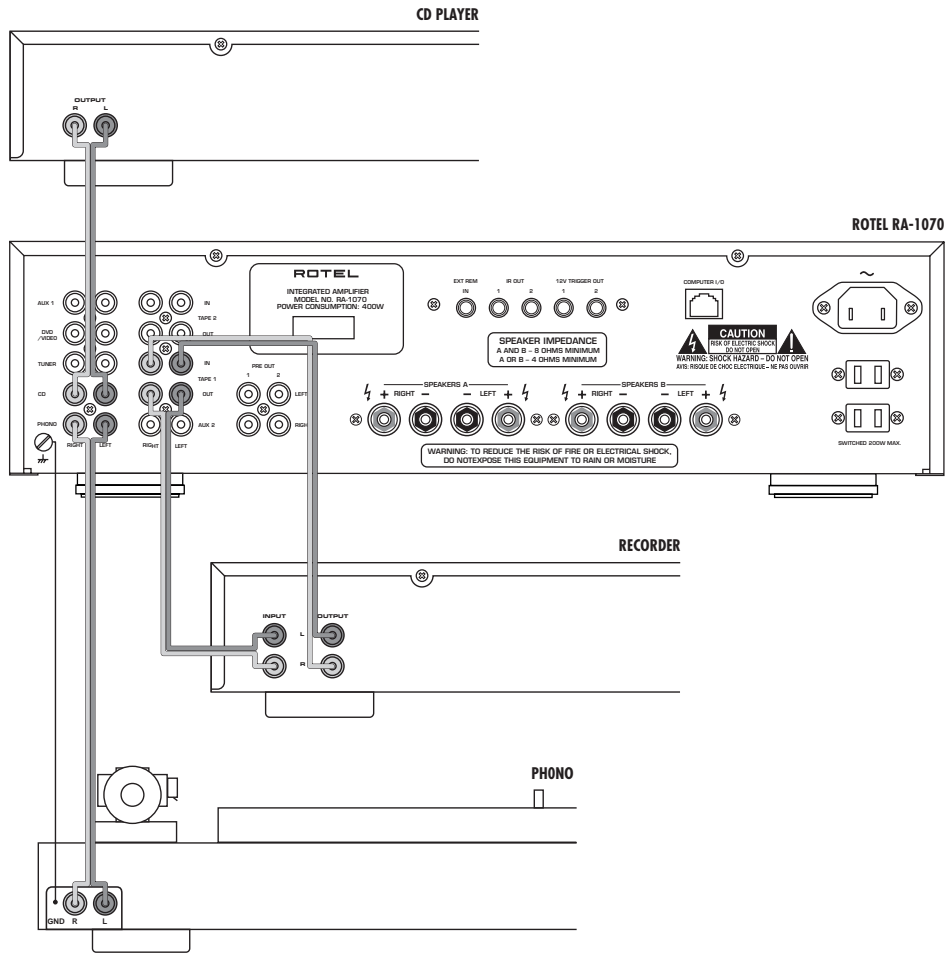 CD PLAYER
OUTPUT
R L
ROTEL RA-1070
ROTEL
INTEGRATED AMPLIFIER
MODEL NO. RA-1070
POWER CONSUMPTION: 400W
EXT REM IR OUT 12V TRIGGER OUT
IN 1 2 1 2
COMPUTER I/O
AUX 1
IN
TAPE 2
DVD
/VIDEO
OUT
TUNER
IN
TAPE 1
CD
OUT
PHONO
AUX 2
RIGHT LEFT
RIGHT LEFT
PRE OUT
1 2
LEFT
RIGH
SPEAKER IMPEDANCE
A AND B – 8 OHMS MINIMUM
A OR B – 4 OHMS MINIMUM
CAUTION
RISK OF ELECTRIC SHOCK
DO NOT OPEN
WARNING: SHOCK HAZARD – DO NOT OPEN
AVIS: RISQUE DE CHOC ELECTRIQUE – NE PAS OUVRIR
SPEAKERS A
+ RIGHT – – LEFT +
SPEAKERS B
+ RIGHT – – LEFT +
SWITCHED 200W MAX.
WARNING: TO REDUCE THE RISK OF FIRE OR ELECTRICAL SHOCK,
DO NOTEXPOSE THIS EQUIPMENT TO RAIN OR MOISTURE
RECORDER
INPUT OUTPUT
L
R
PHONO
GND R L